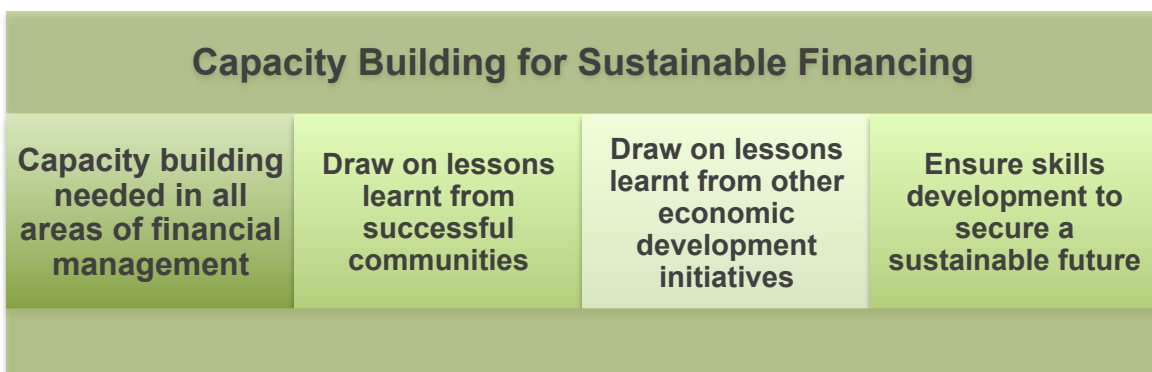 Capacity Building for Sustainable Financing
Capacity building
needed in all
areas of financial
management
Draw on lessons
learnt from
successful
communities
Draw on lessons
learnt from other
economic
development
initiatives
Ensure skills
development to
secure a
sustainable future